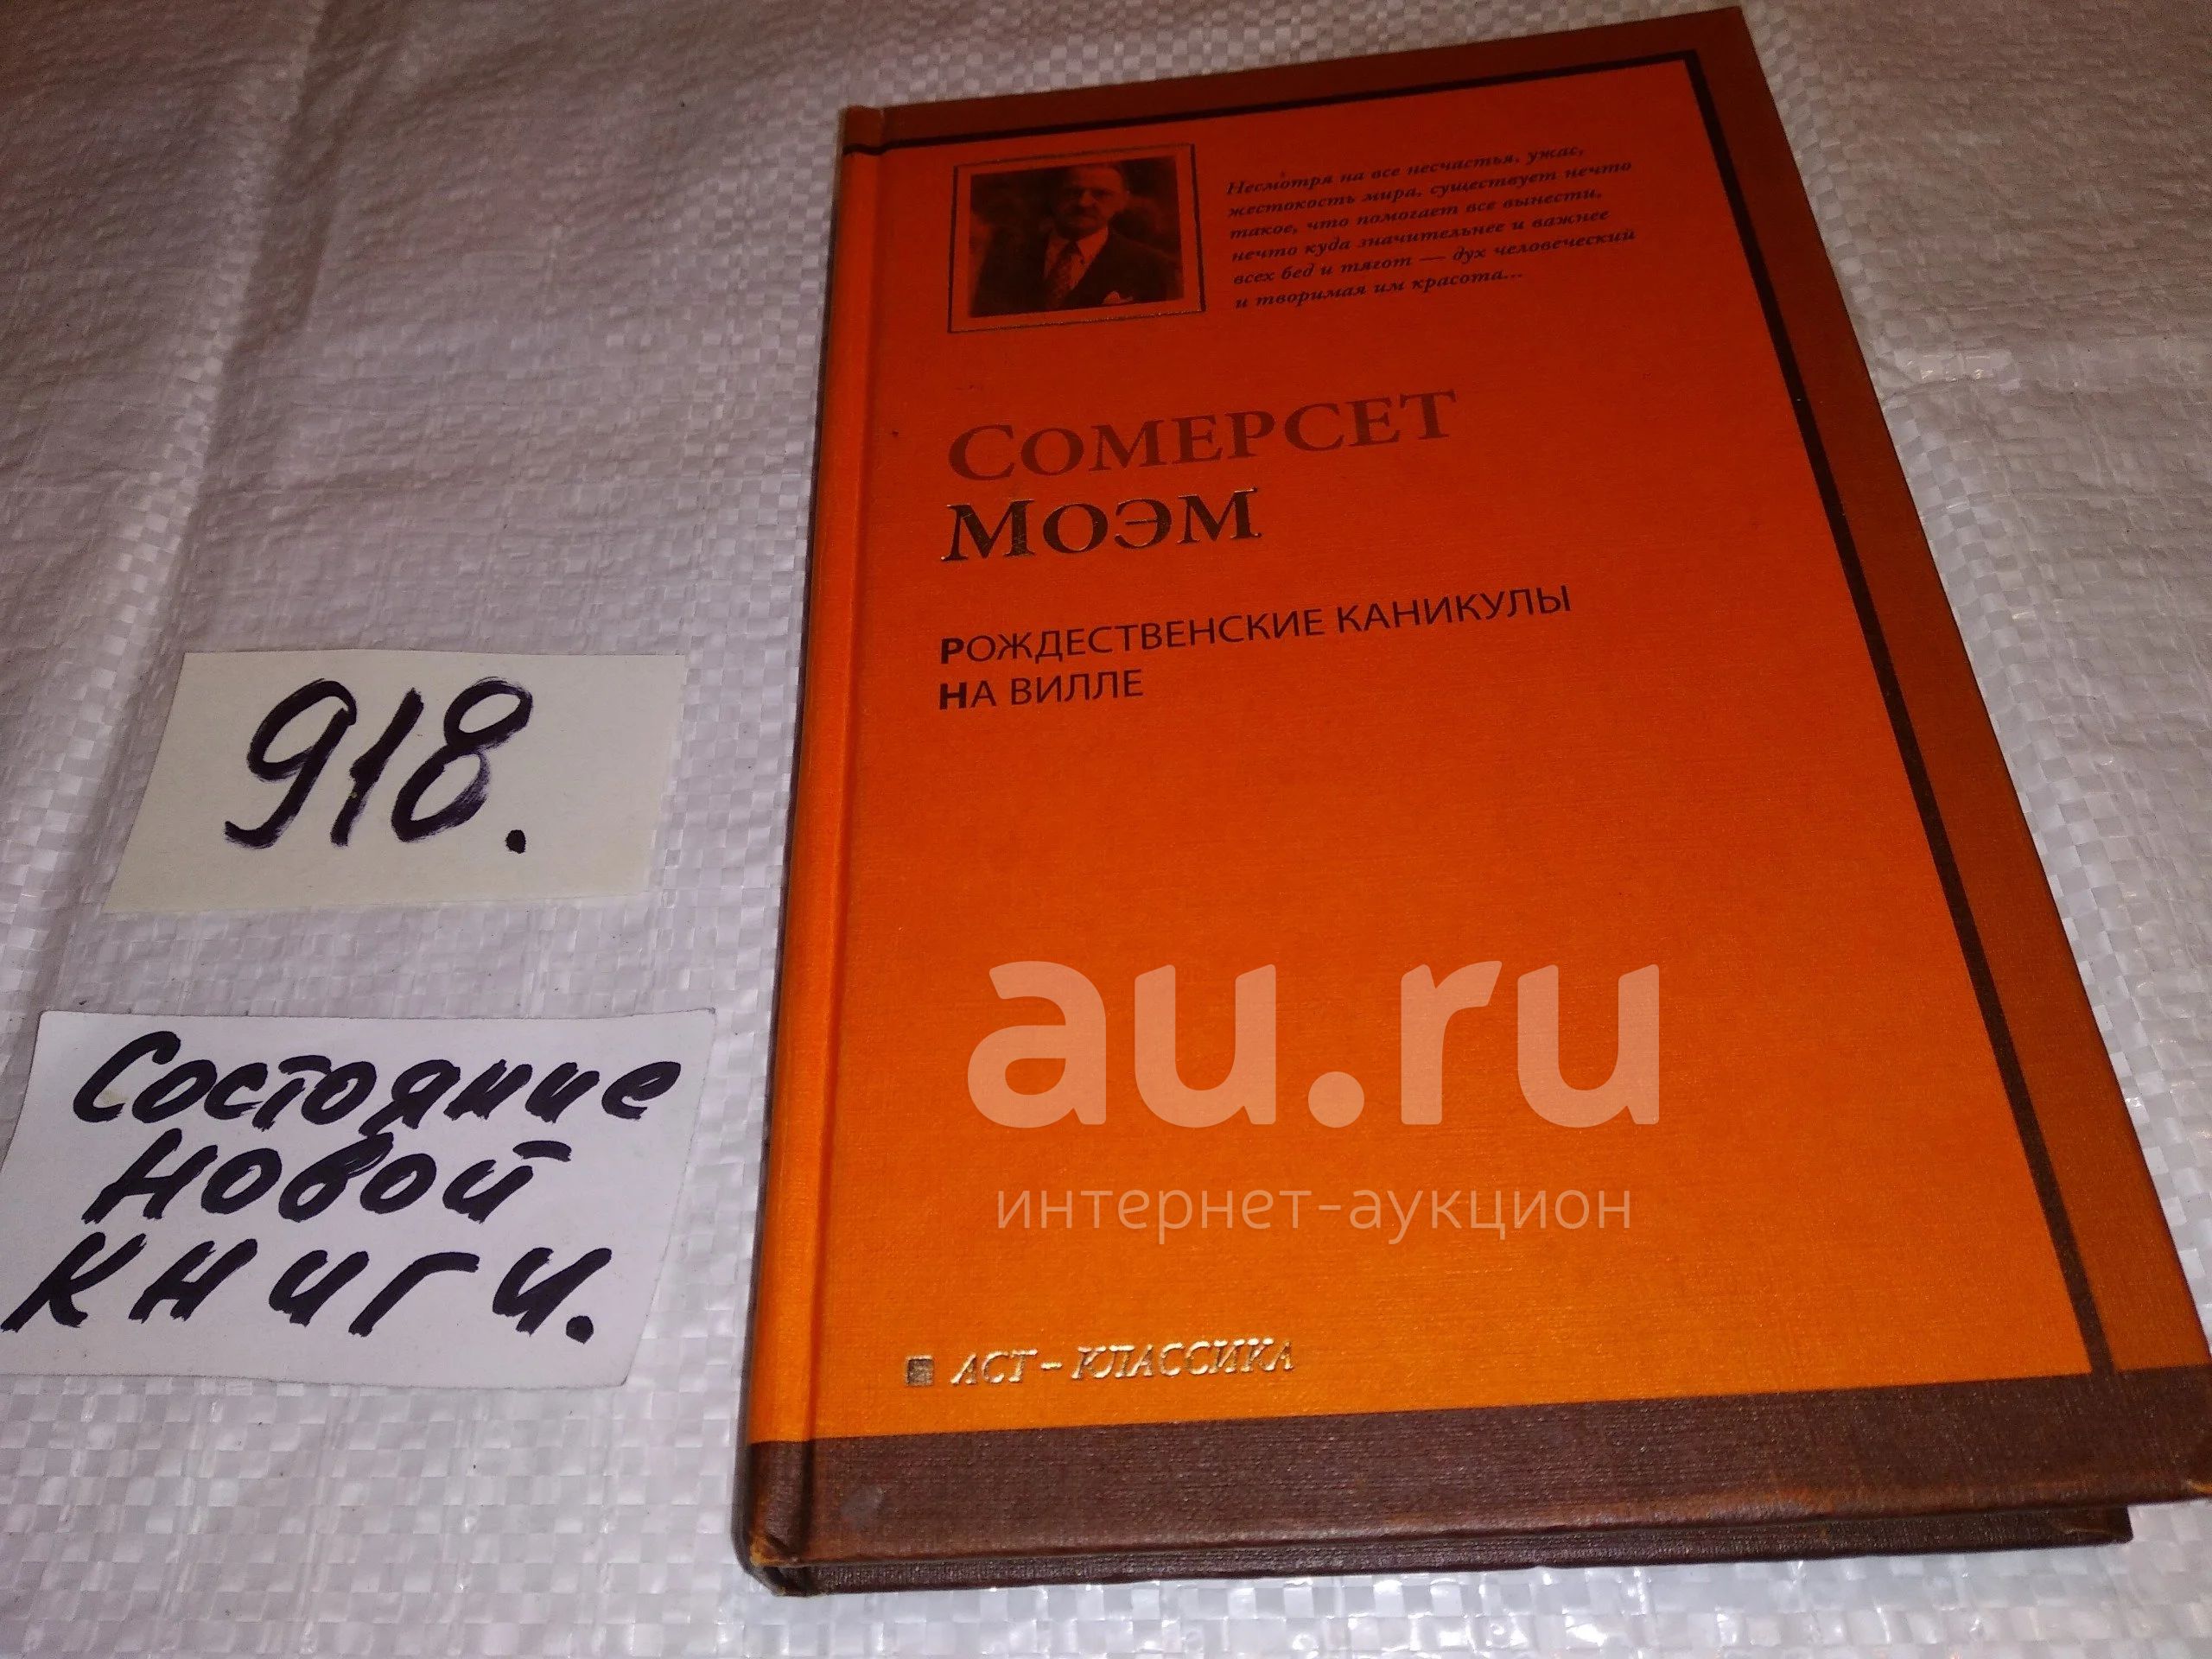 Несмотря на все несчастья, ужас,
жестокость мира, существует нечто
такое, что помогает все вынести,
нечто куда значительнее и важнее
всех бед и тягот — дух человеческий
и творимая им красота...
СОМЕРСЕТ
МОЭМ
РОЖДЕСТВЕНСКИЕ КАНИКУЛЫ
НА ВИЛЛЕ
918.
Состояние
новой
книги.
au.ru
интернет-аукцион
АСТ - КЛАССИКА